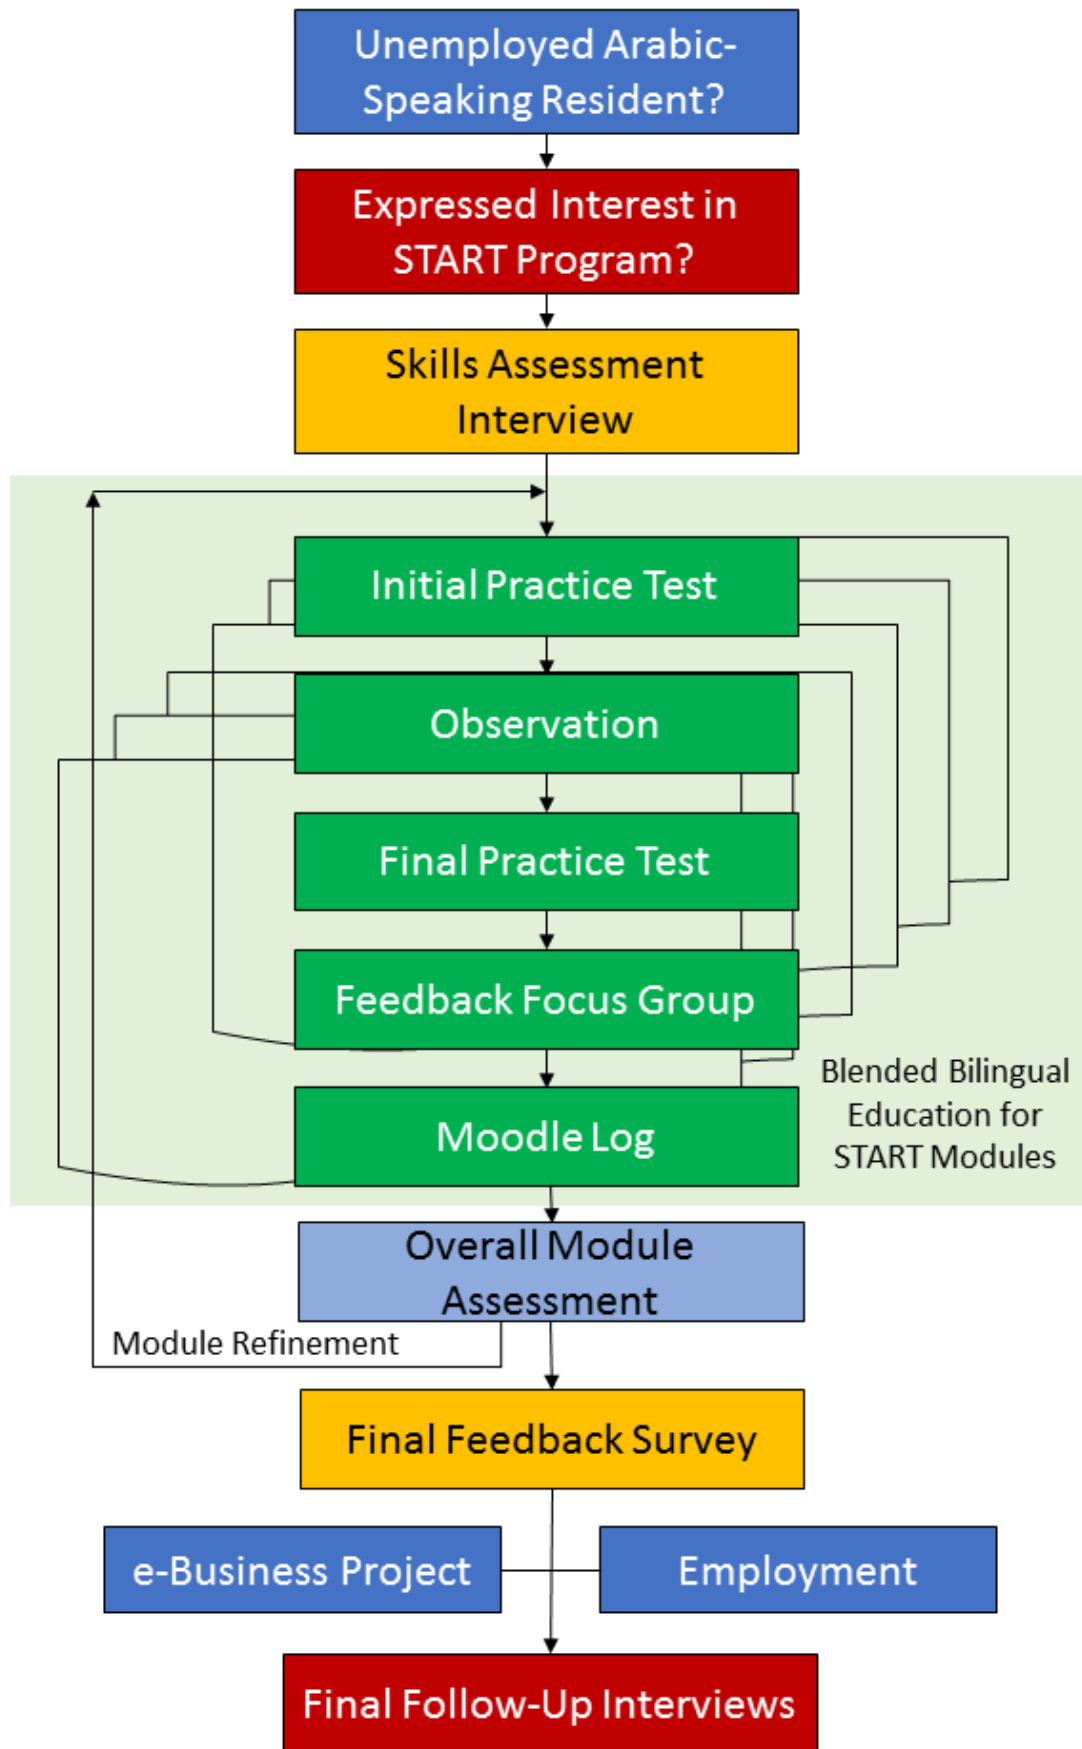 Unemployed Arabic-
Speaking Resident?
Expressed Interest in
START Program?
Skills Assessment
Interview
Initial Practice Test
Observation
Final Practice Test
Feedback Focus Group
Moodle Log
Blended Bilingual
Education for
START Modules
Overall Module
Assessment
Module Refinement
Final Feedback Survey
e-Business Project
Employment
Final Follow-Up Interviews